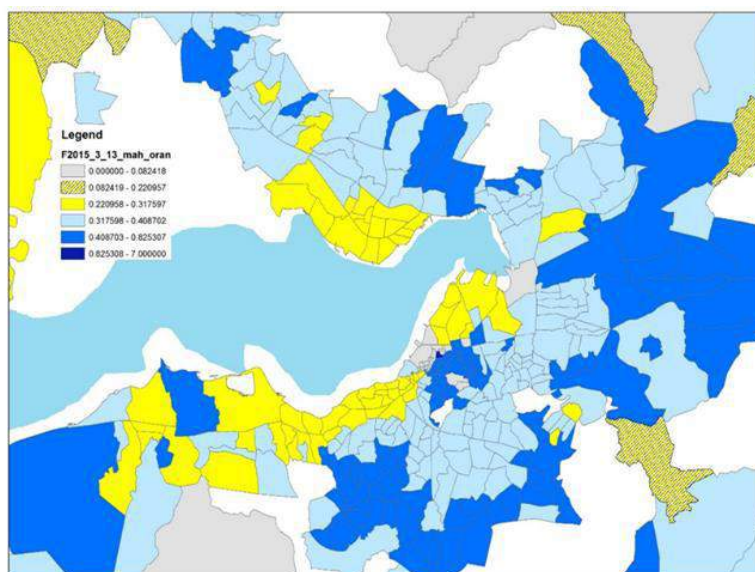 Legend
F2015_3_13_mah_oran
0.000000 - 0.082418
0.082419 - 0.220957
0.220958 - 0.317597
0.317598 - 0.408702
0.408703 - 0.825307
0.825308 - 7.000000